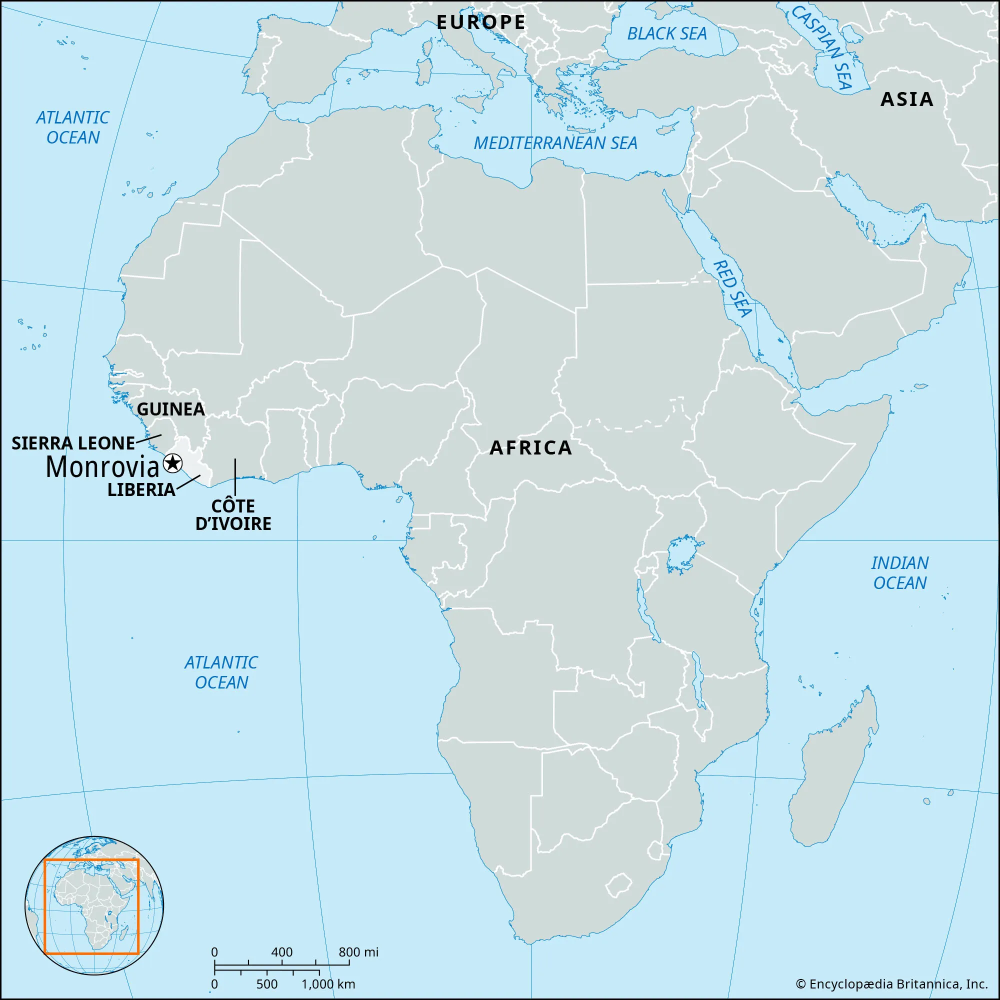 EUROPE
BLACK SEA
CASPIAN SEA
ASIA
ATLANTIC
OCEAN
MEDITERRANEAN SEA
RED SEA
GUINEA
SIERRA LEONE
AFRICA
Monrovia
LIBERIA
CÔTE
D’IVOIRE
INDIAN
OCEAN
ATLANTIC
OCEAN
0 400 800 mi
0 500 1,000 km
© Encyclopædia Britannica, Inc.